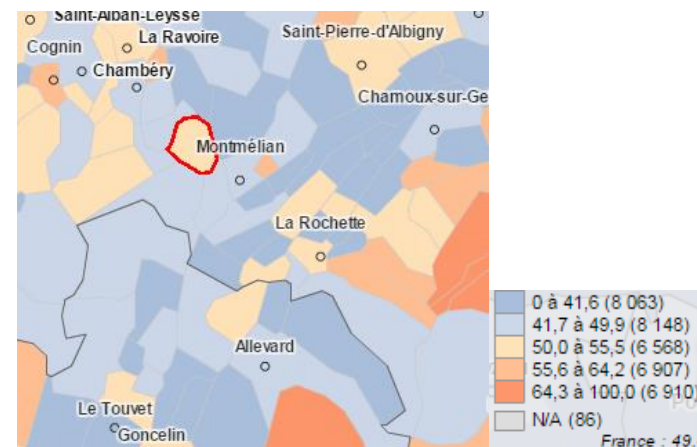 Saint-Alban-Leysse
Cognin
La Ravoire
Saint-Pierre-d'Albigny
Chambéry
Chamoux-sur-Ge
Montmélian
La Rochette
Allevard
Le Touvet
Goncelin
0 à 41,6 (8 063)
41,7 à 49,9 (8 148)
50,0 à 55,5 (6 568)
55,6 à 64,2 (6 907)
64,3 à 100,0 (6 910)
N/A (86)
France : 49,